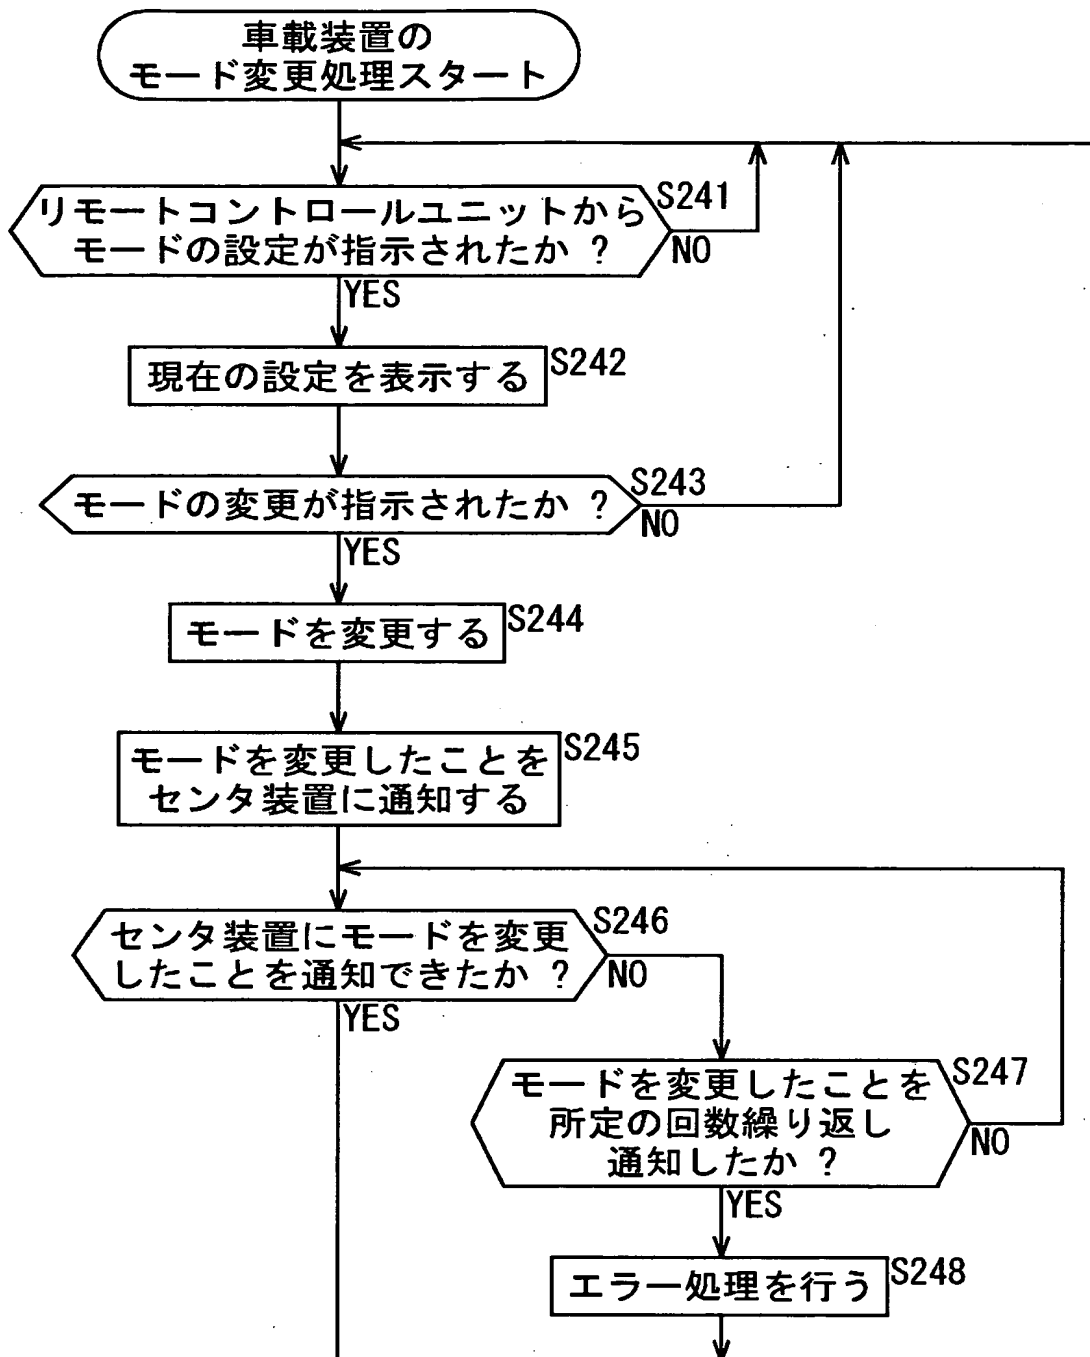 車載装置の
モード変更処理スタート
リモートコントロールユニットから
モードの設定が指示されたか ?
S241
NO
YES
現在の設定を表示する
S242
モードの変更が指示されたか ?
S243
NO
YES
モードを変更する
S244
モードを変更したことを
センタ装置に通知する
S245
センタ装置にモードを変更
したことを通知できたか ?
S246
NO
YES
モードを変更したことを
所定の回数繰り返し
通知したか ?
S247
NO
YES
エラー処理を行う
S248